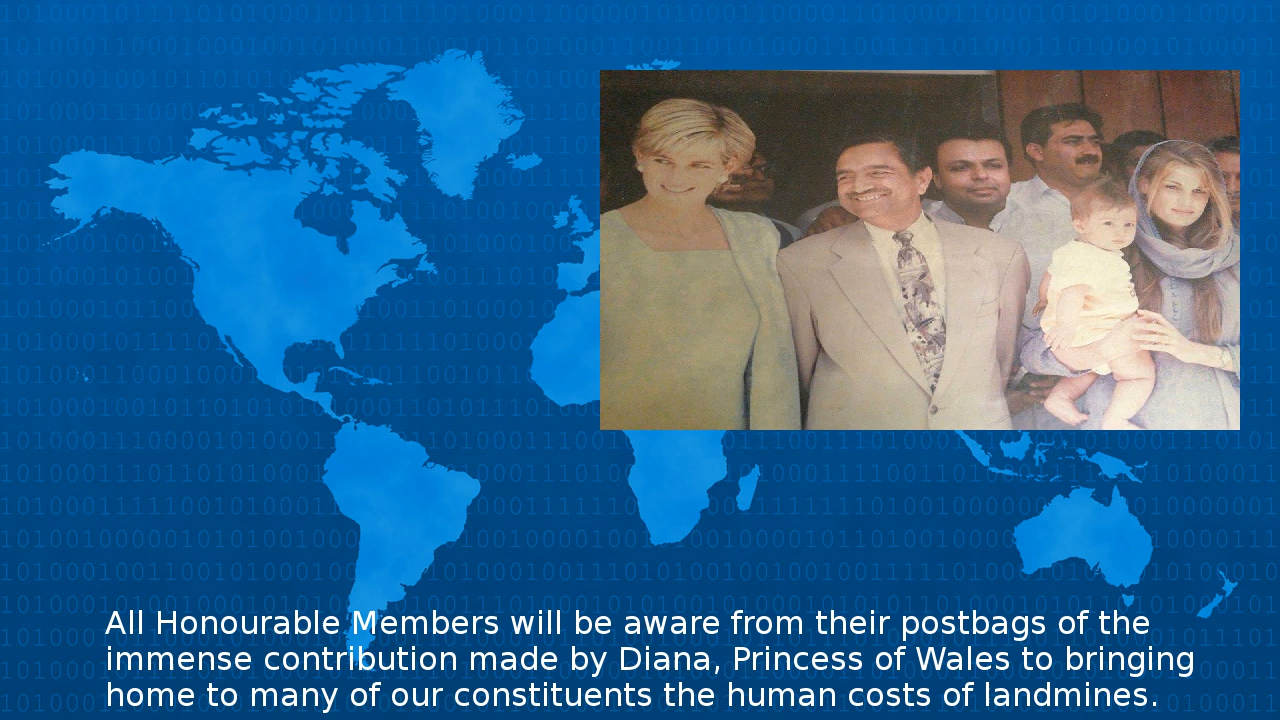 All Honourable Members will be aware from their postbags of the
immense contribution made by Diana, Princess of Wales to bringing
home to many of our constituents the human costs of landmines.